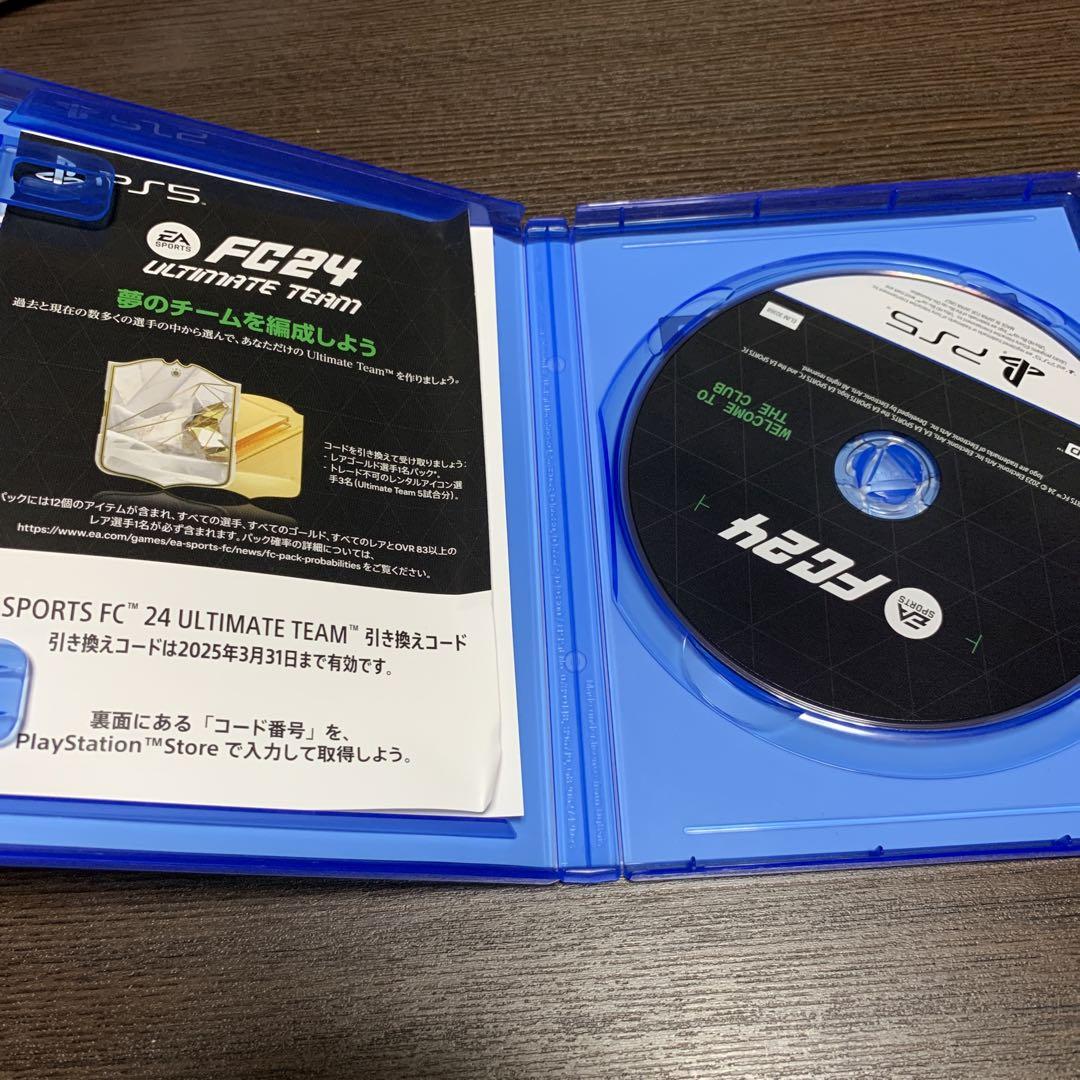 PS5™
EA SPORTS
FC24
ULTIMATE TEAM
夢のチームを編成しよう
過去と現在の数多くの選手の中から選んで、あなただけの Ultimate Team™ を作りましょう。
コードを引き換えて受け取りましょう:
- レアゴールド選手1名パック*,
- トレード不可のレンタルアイコン選
手3名 (Ultimate Team 5試合分)。
パックには12個のアイテムが含まれ、すべての選手、すべてのゴールド、すべてのレアとOVR 83以上の
レア選手1名が必ず含まれます。パック確率の詳細については、
https://www.ea.com/games/ea-sports-fc/news/fc-pack-probabilities をご覧ください。
SPORTS FC™ 24 ULTIMATE TEAM™ 引き換えコード
引き換えコードは2025年3月31日まで有効です。
裏面にある「コード番号」を、
PlayStation™Store で入力して取得しよう。
PS5
WELCOME TO
THE CLUB
EA SPORTS
FC24